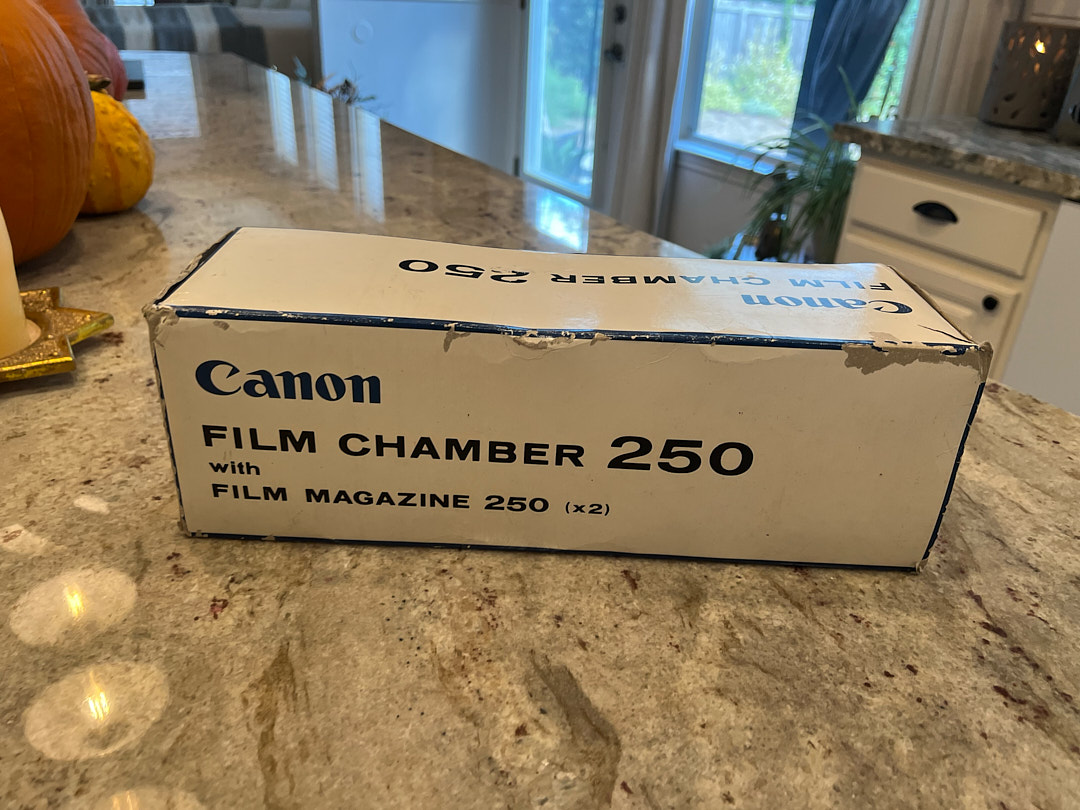 Canon
FILM CHAMBER 250
Canon
FILM CHAMBER 250
with
FILM MAGAZINE 250 (x2)